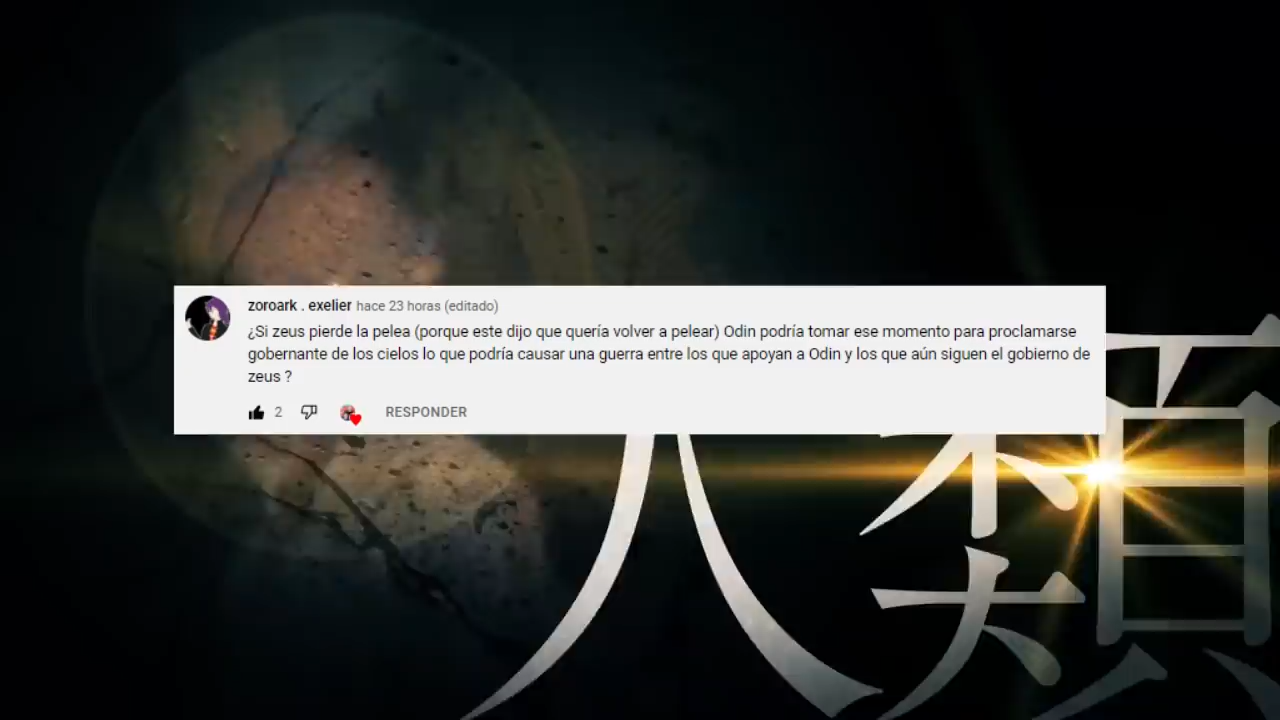 zoroark . exelier hace 23 horas (editado)
¿Si zeus pierde la pelea (porque este dijo que quería volver a pelear) Odin podría tomar ese momento para proclamarse
gobernante de los cielos lo que podría causar una guerra entre los que apoyan a Odin y los que aún siguen el gobierno de
zeus ?
2 RESPONDER
人類